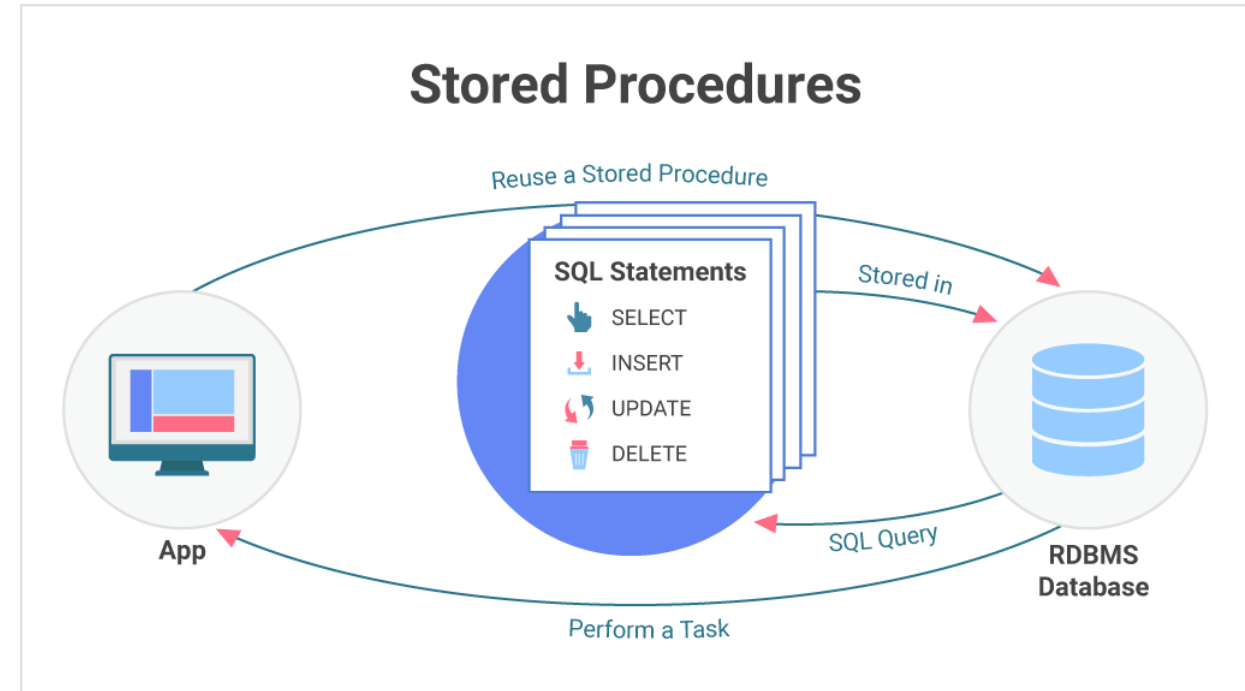 Stored Procedures
Reuse a Stored Procedure
SQL Statements
Stored in
SELECT
INSERT
UPDATE
DELETE
SQL Query
App
RDBMS
Database
Perform a Task